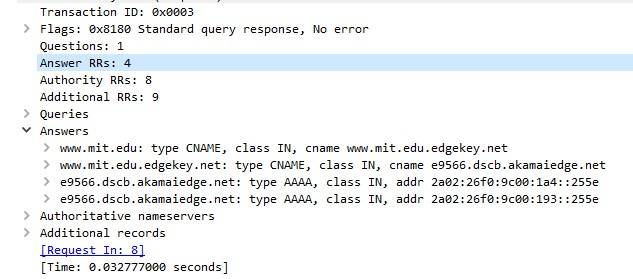 Transaction ID: 0x0003
Flags: 0x8180 Standard query response, No error
Questions: 1
Answer RRs: 4
Authority RRs: 8
Additional RRs: 9
Queries
Answers
www.mit.edu: type CNAME, class IN, cname www.mit.edu.edgekey.net
www.mit.edu.edgekey.net: type CNAME, class IN, cname e9566.dscb.akamaiedge.net
e9566.dscb.akamaiedge.net: type AAAA, class IN, addr 2a02:26f0:9c00:1a4::255e
e9566.dscb.akamaiedge.net: type AAAA, class IN, addr 2a02:26f0:9c00:193::255e
Authoritative nameservers
Additional records
[Request In: 8]
[Time: 0.032777000 seconds]